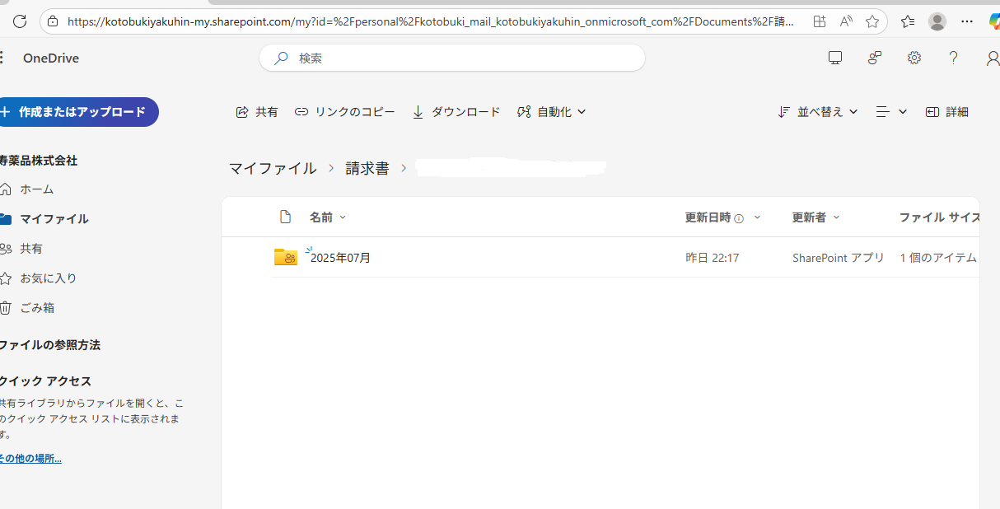 https://kotobukiyakuhin-my.sharepoint.com/my?id=%2Fpersonal%2Fkotobuki_mail_kotobukiyakuhin_onmicrosoft_com%2FDocuments%2F請...
OneDrive
検索
作成またはアップロード
共有 リンクのコピー ダウンロード 自動化 並べ替え 詳細
寿薬品株式会社
ホーム
マイファイル
共有
お気に入り
ごみ箱
ファイルの参照方法
クイック アクセス
共有ライブラリからファイルを開くと、こ
のクイック アクセス リストに表示されま
す。
その他の場所...
マイファイル > 請求書 >
名前 更新日時 更新者 ファイル サイズ
2025年07月 昨日 22:17 SharePoint アプリ 1 個のアイテム